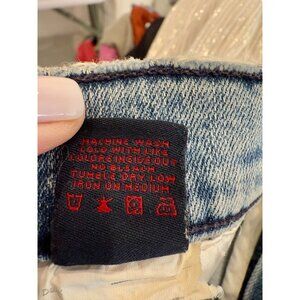 MACHINE WASH
COLD WITH LIKE
COLORS INSIDE OUT
NO BLEACH
TUMBLE DRY LOW
IRON ON MEDIUM